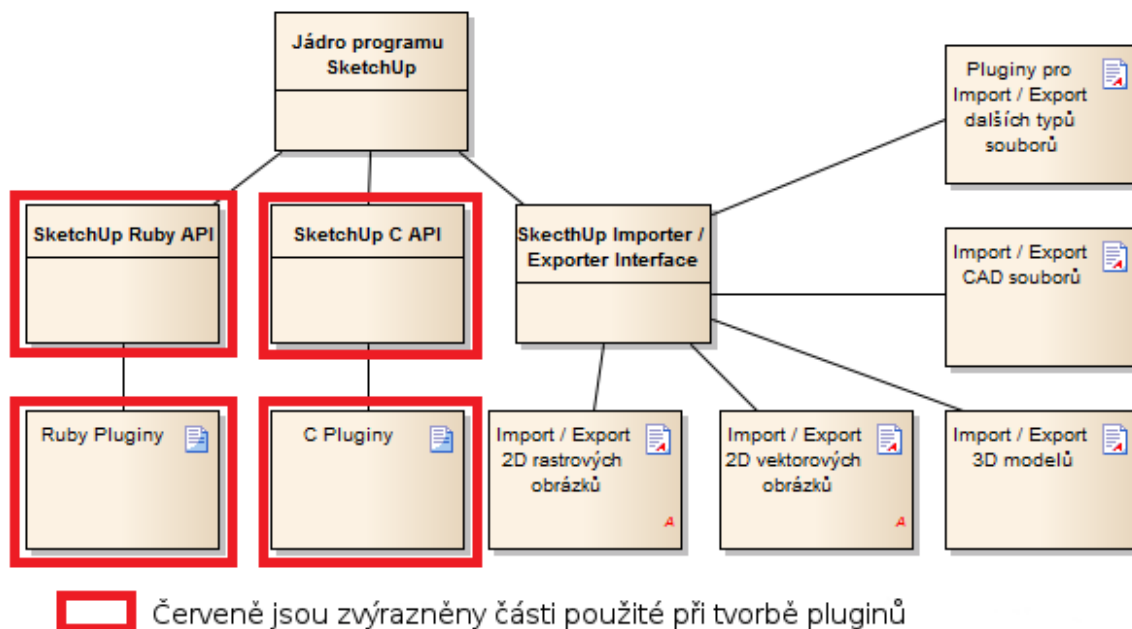 Jádro programu
SketchUp
Pluginy pro
Import / Export
dalších typů
souborů
SketchUp Ruby API
SketchUp C API
SkecthUp Importer /
Exporter Interface
Import / Export
CAD souborů
Ruby Pluginy
C Pluginy
Import / Export
2D rastrových
obrázků
A
Import / Export
2D vektorových
obrázků
A
Import / Export
3D modelů
Červeně jsou zvýrazněny části použité při tvorbě pluginů